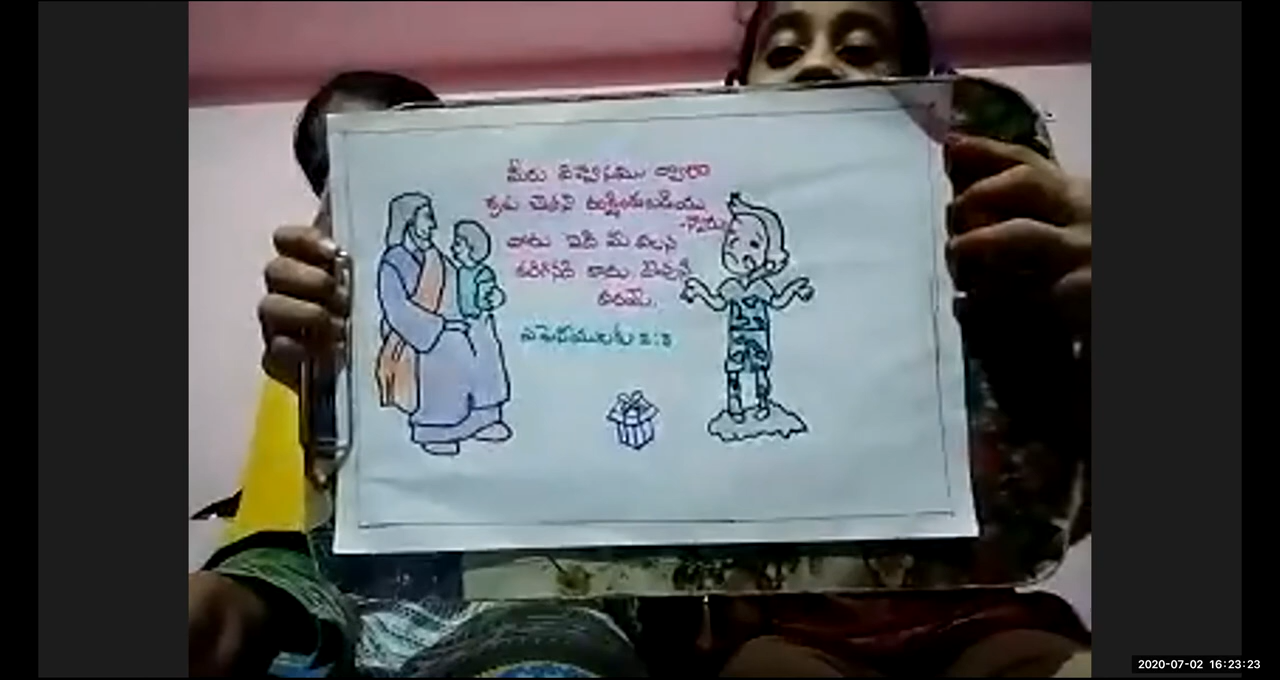 మీరు విశ్వాసము ద్వారా
కృప చేతనే రక్షింపబడియు
-న్నారు
ఇది మీ వలన
కలిగినది కాదు, దేవుని
వరమే.
ఎఫెసీయులకు 2:8
2020-07-02 16:23:23